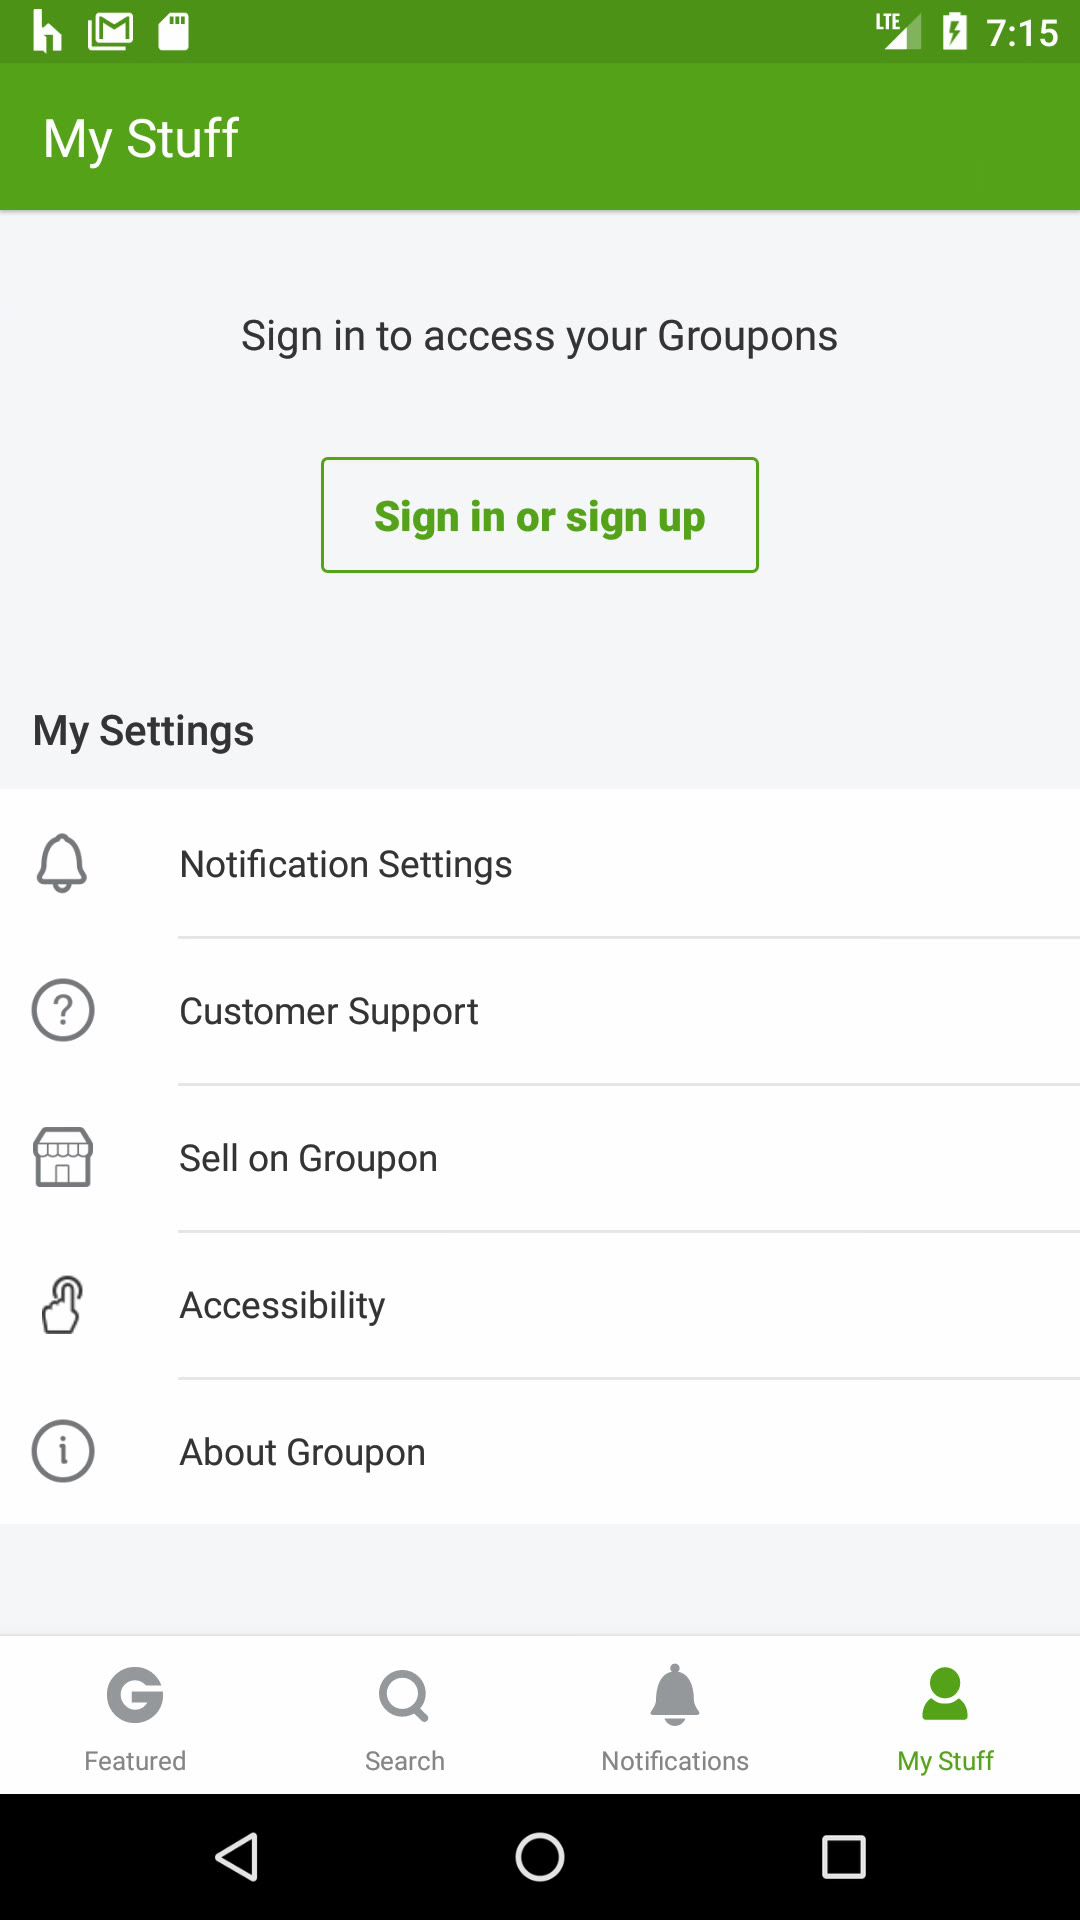 LTE 7:15
My Stuff
Sign in to access your Groupons
Sign in or sign up
My Settings
Notification Settings
Customer Support
Sell on Groupon
Accessibility
About Groupon
Featured Search Notifications My Stuff